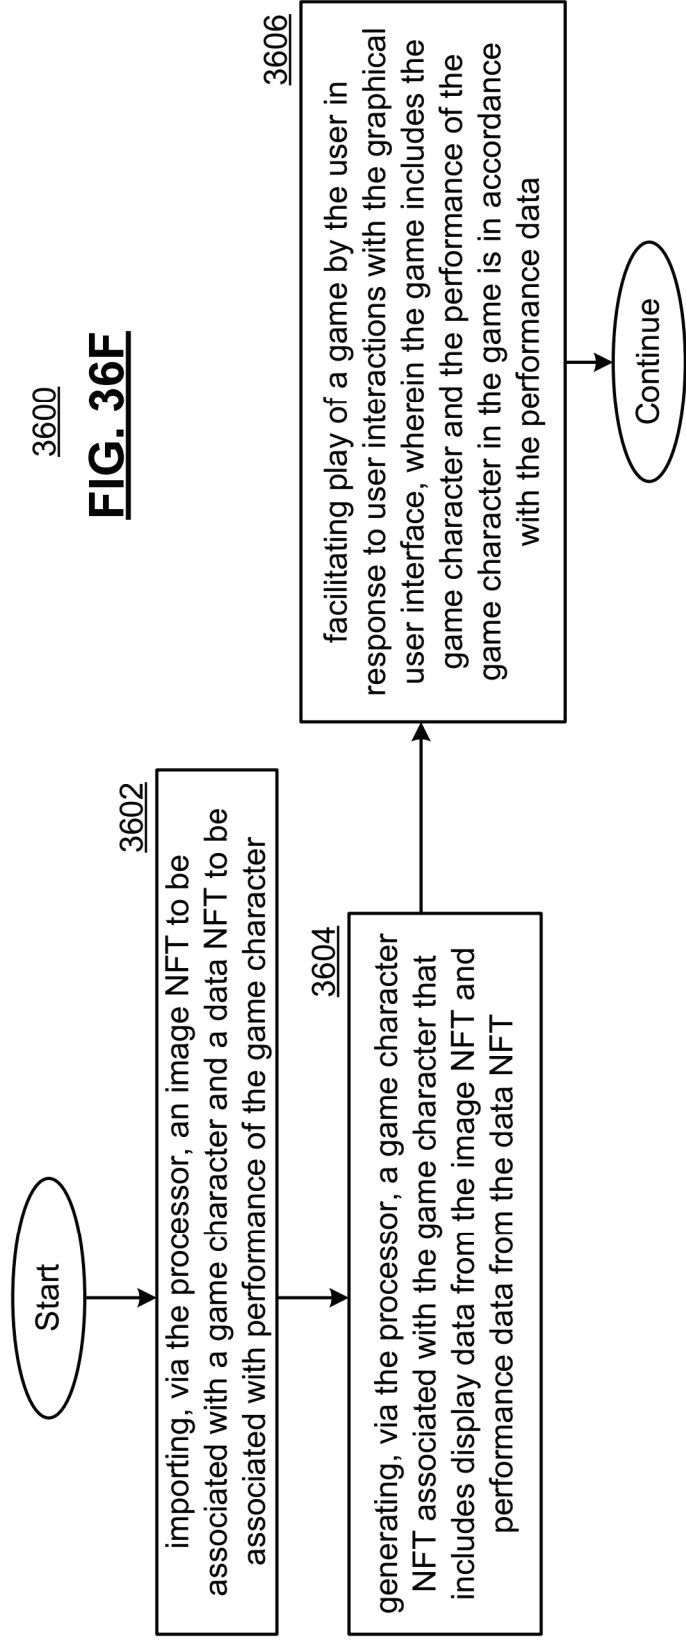 3600
FIG. 36F
Start
3602
importing, via the processor, an image NFT to be
associated with a game character and a data NFT to be
associated with performance of the game character
3604
generating, via the processor, a game character
NFT associated with the game character that
includes display data from the image NFT and
performance data from the data NFT
3606
facilitating play of a game by the user in
response to user interactions with the graphical
user interface, wherein the game includes the
game character and the performance of the
game character in the game is in accordance
with the performance data
Continue